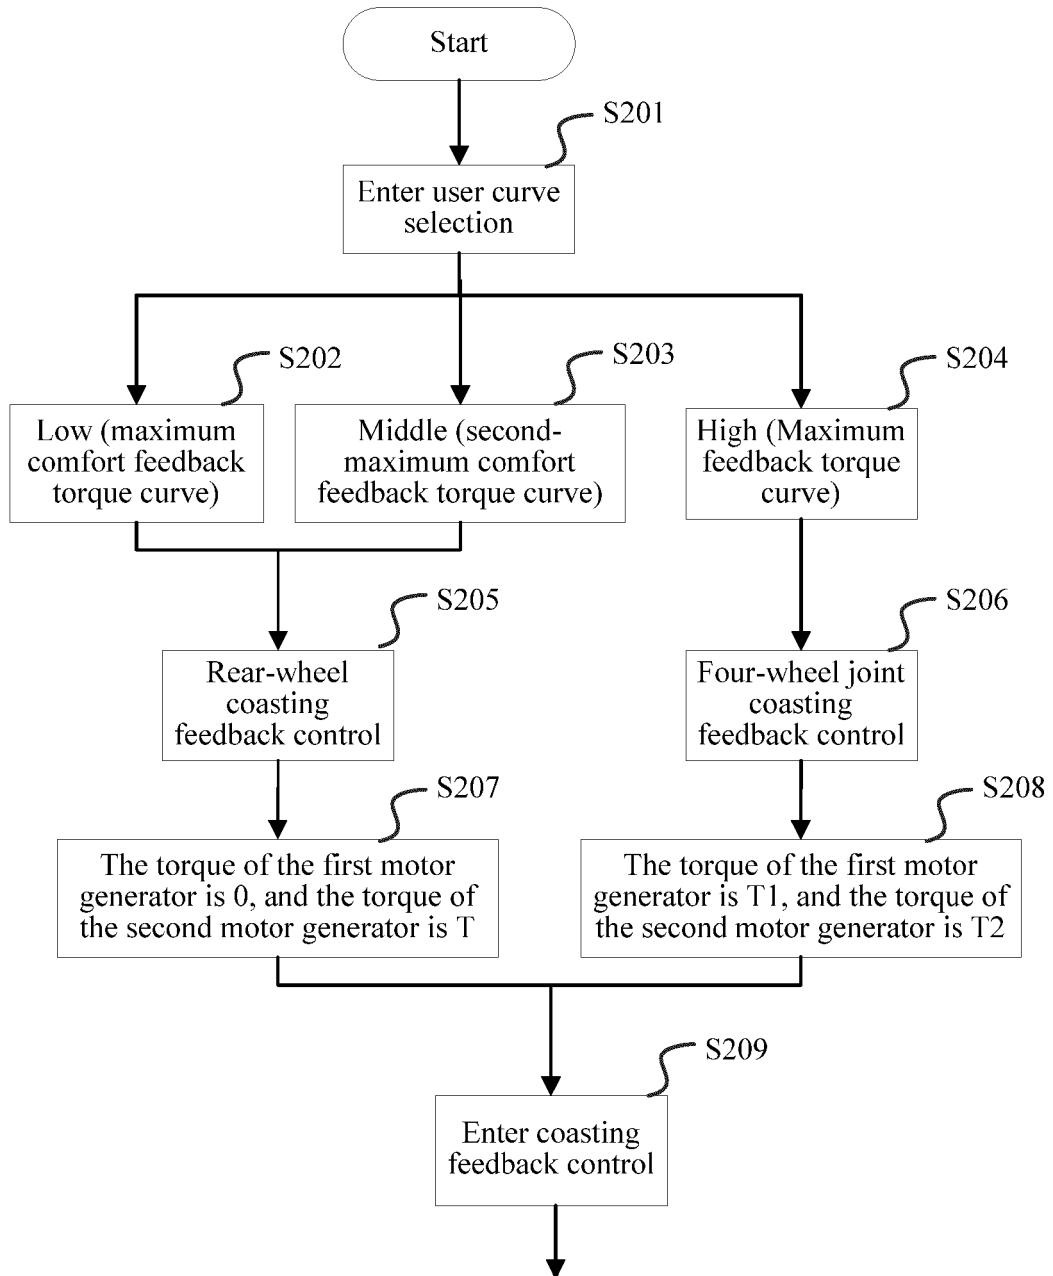 Start
S201
Enter user curve
selection
S202
S203
S204
Low (maximum
comfort feedback
torque curve)
Middle (second-
maximum comfort
feedback torque curve)
High (Maximum
feedback torque
curve)
S205
S206
Rear-wheel
coasting
feedback control
Four-wheel joint
coasting
feedback control
S207
S208
The torque of the first motor
generator is 0, and the torque of
the second motor generator is T
The torque of the first motor
generator is T1, and the torque of
the second motor generator is T2
S209
Enter coasting
feedback control